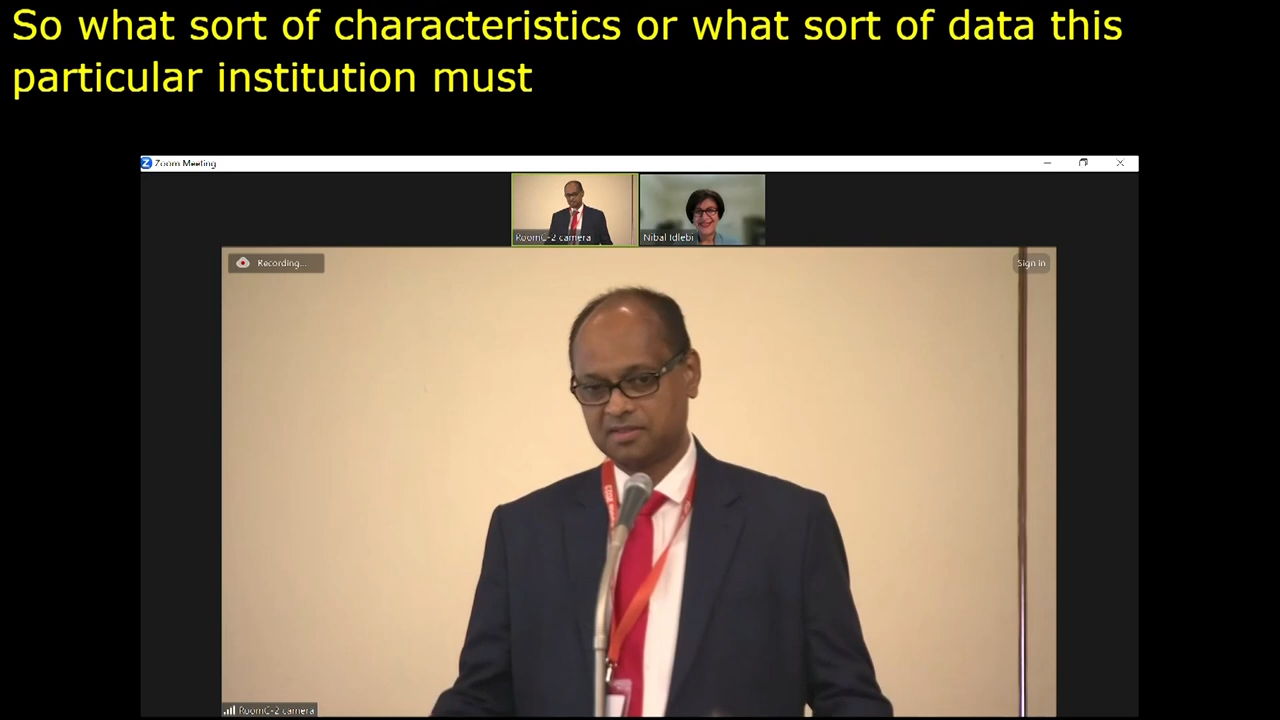 So what sort of characteristics or what sort of data this
particular institution must
Zoom Meeting
RoomC-2 camera
Nibal Idlebi
Recording...
Sign in
RoomC-2 camera